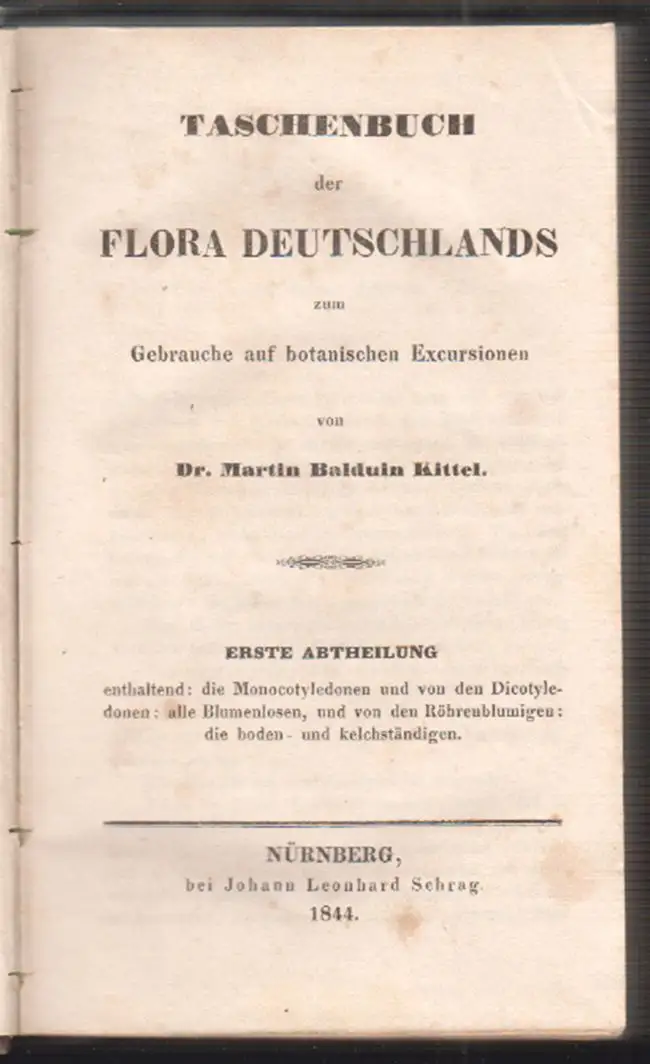 TASCHENBUCH
der
FLORA DEUTSCHLANDS
zum
Gebrauche auf botanischen Excursionen
von
Dr. Martin Balduin Kittel.
ERSTE ABTHEILUNG
enthaltend: die Monocotyledonen und von den Dicotyle-
donen: alle Blumenlosen, und von den Röhrenblumigen:
die boden- und kelchständigen.
NÜRNBERG,
bei Johann Leonhard Schrag
1844.